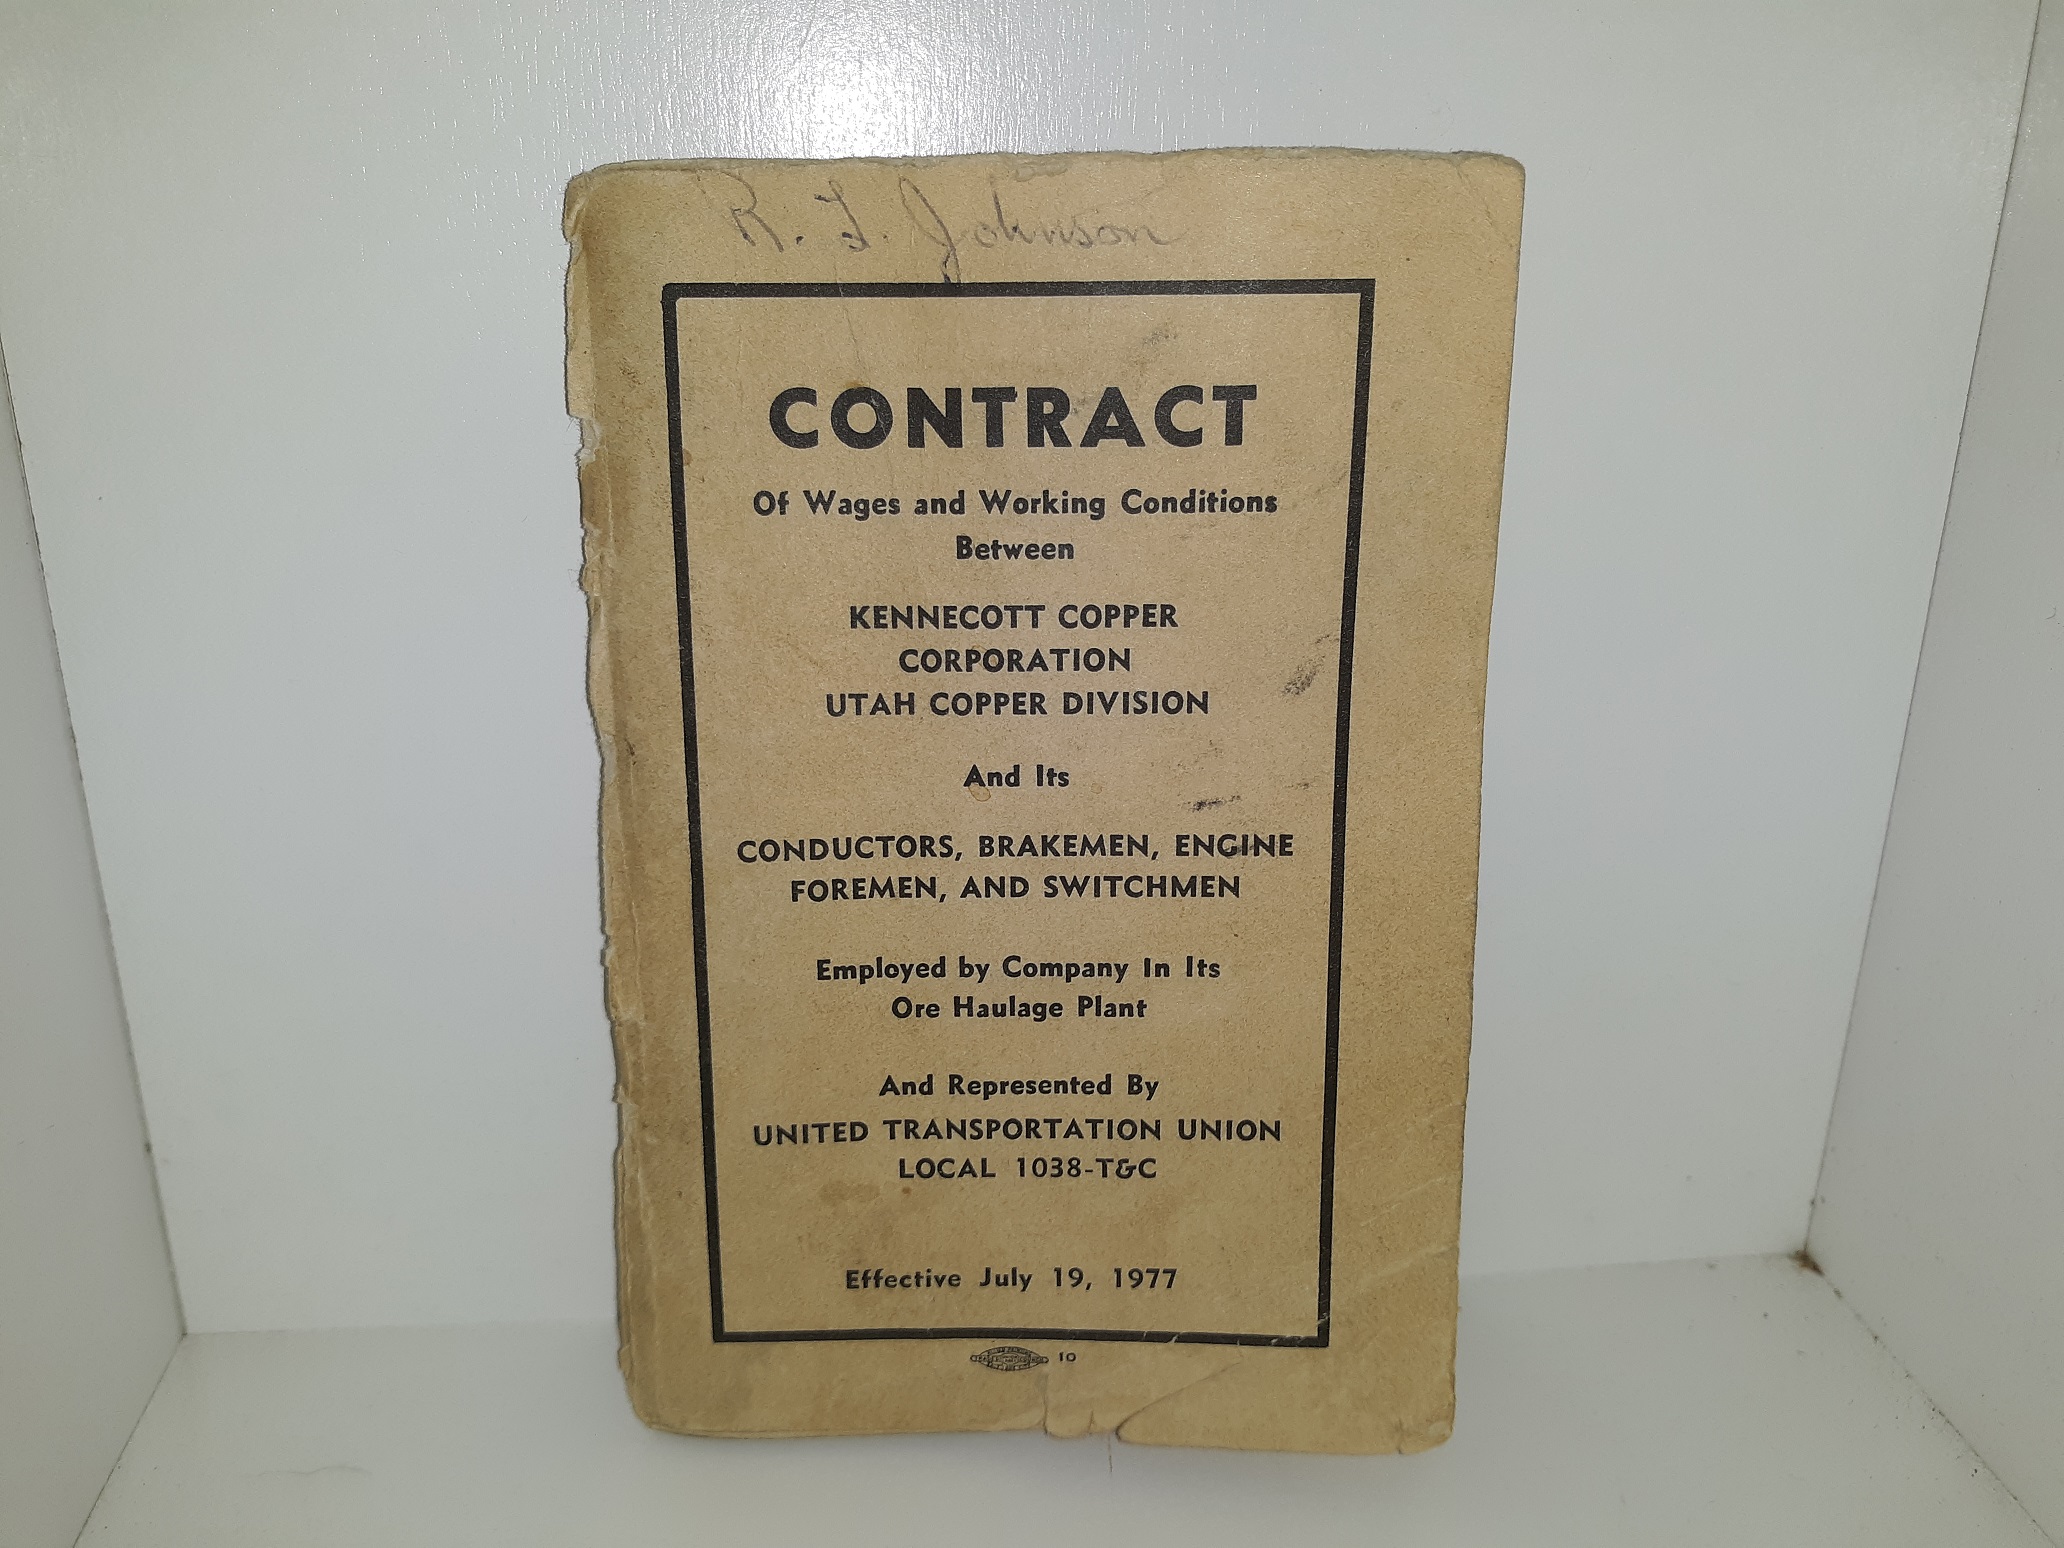 R. F. Johnson
CONTRACT
Of Wages and Working Conditions
Between
KENNECOTT COPPER
CORPORATION
UTAH COPPER DIVISION
And Its
CONDUCTORS, BRAKEMEN, ENGINE
FOREMEN, AND SWITCHMEN
Employed by Company In Its
Ore Haulage Plant
And Represented By
UNITED TRANSPORTATION UNION
LOCAL 1038-T&C
Effective July 19, 1977
10